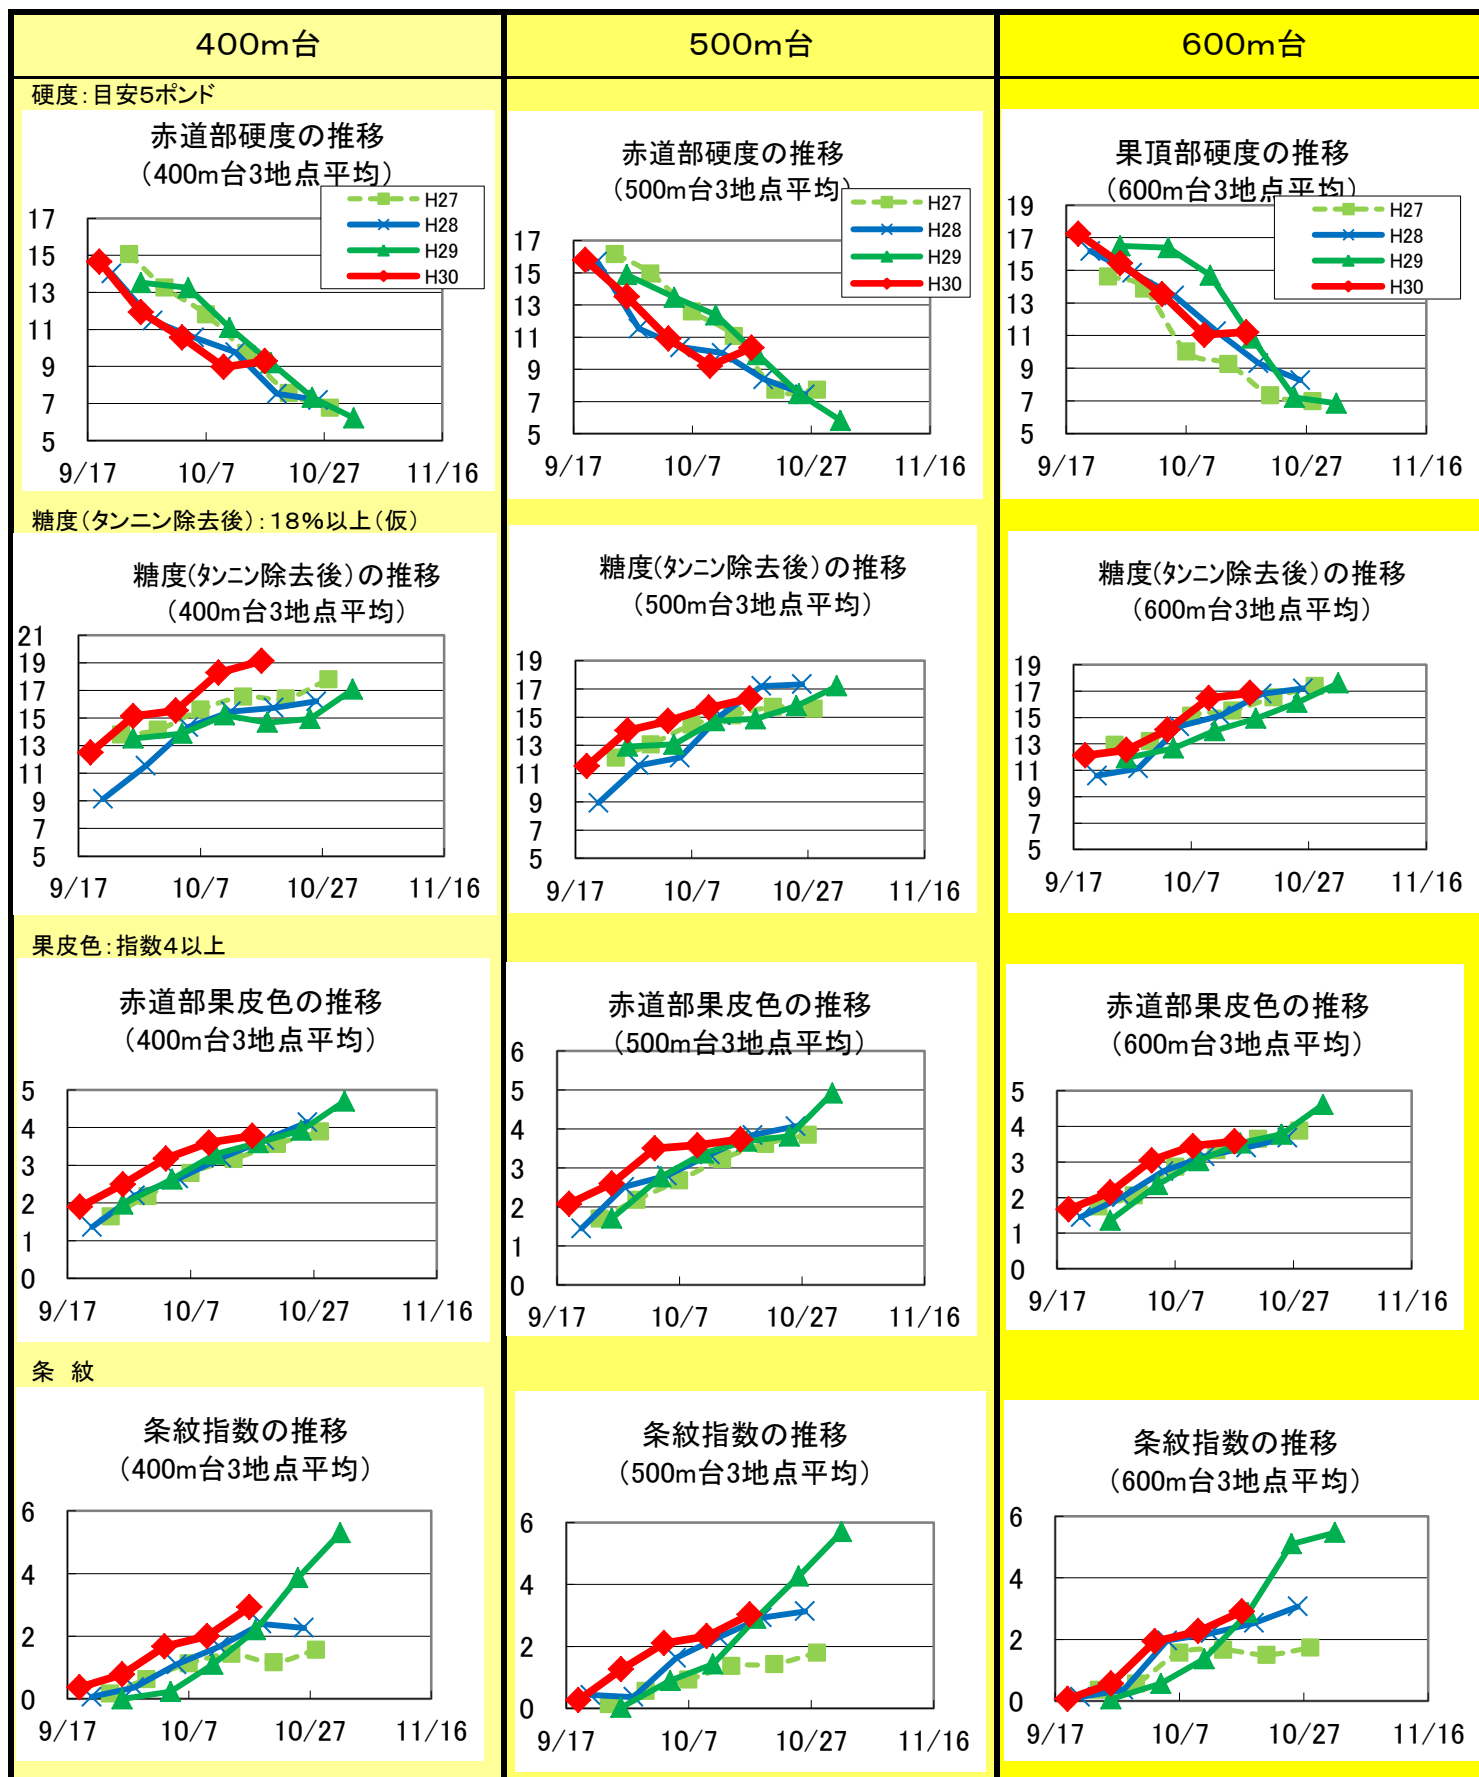 400m台
500m台
600m台
硬度：目安5ポンド
赤道部硬度の推移
（400m台3地点平均）
H27
H28
H29
H30
17
15
13
11
9
7
5
9/17
10/7
10/27
11/16
赤道部硬度の推移
（500m台3地点平均）
H27
H28
H29
H30
17
15
13
11
9
7
5
9/17
10/7
10/27
11/16
果頂部硬度の推移
（600m台3地点平均）
H27
H28
H29
H30
19
17
15
13
11
9
7
5
9/17
10/7
10/27
11/16
糖度（タンニン除去後）：18%以上（仮）
糖度（タンニン除去後）の推移
（400m台3地点平均）
21
19
17
15
13
11
9
7
5
9/17
10/7
10/27
11/16
糖度（タンニン除去後）の推移
（500m台3地点平均）
19
17
15
13
11
9
7
5
9/17
10/7
10/27
11/16
糖度（タンニン除去後）の推移
（600m台3地点平均）
19
17
15
13
11
9
7
5
9/17
10/7
10/27
11/16
果皮色：指数4以上
赤道部果皮色の推移
（400m台3地点平均）
5
4
3
2
1
0
9/17
10/7
10/27
11/16
赤道部果皮色の推移
（500m台3地点平均）
6
5
4
3
2
1
0
9/17
10/7
10/27
11/16
赤道部果皮色の推移
（600m台3地点平均）
5
4
3
2
1
0
9/17
10/7
10/27
11/16
条　紋
条紋指数の推移
（400m台3地点平均）
6
4
2
0
9/17
10/7
10/27
11/16
条紋指数の推移
（500m台3地点平均）
6
4
2
0
9/17
10/7
10/27
11/16
条紋指数の推移
（600m台3地点平均）
6
4
2
0
9/17
10/7
10/27
11/16